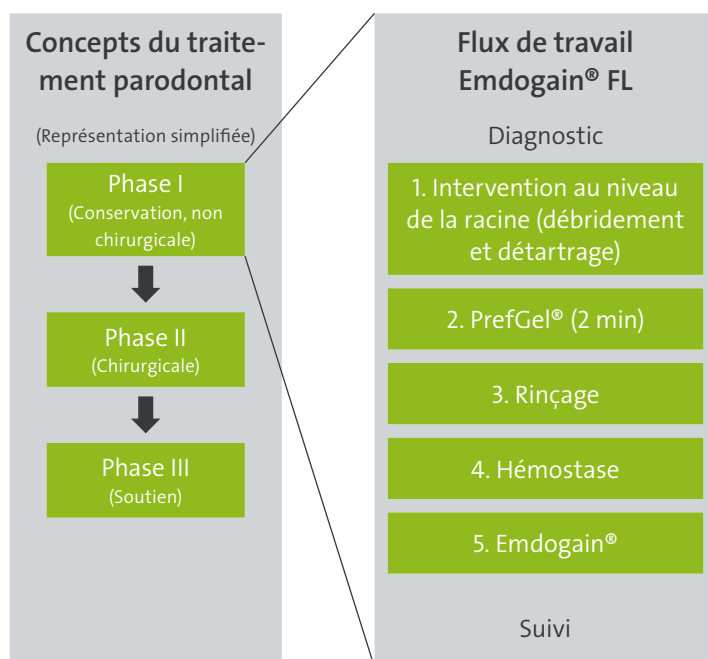 Concepts du traite-
ment parodontal
(Représentation simplifiée)
Phase I
(Conservation, non
chirurgicale)
Phase II
(Chirurgicale)
Phase III
(Soutien)
Flux de travail
Emdogain® FL
Diagnostic
1. Intervention au niveau
de la racine (débridement
et détartrage)
2. PrefGel® (2 min)
3. Rinçage
4. Hémostase
5. Emdogain®
Suivi